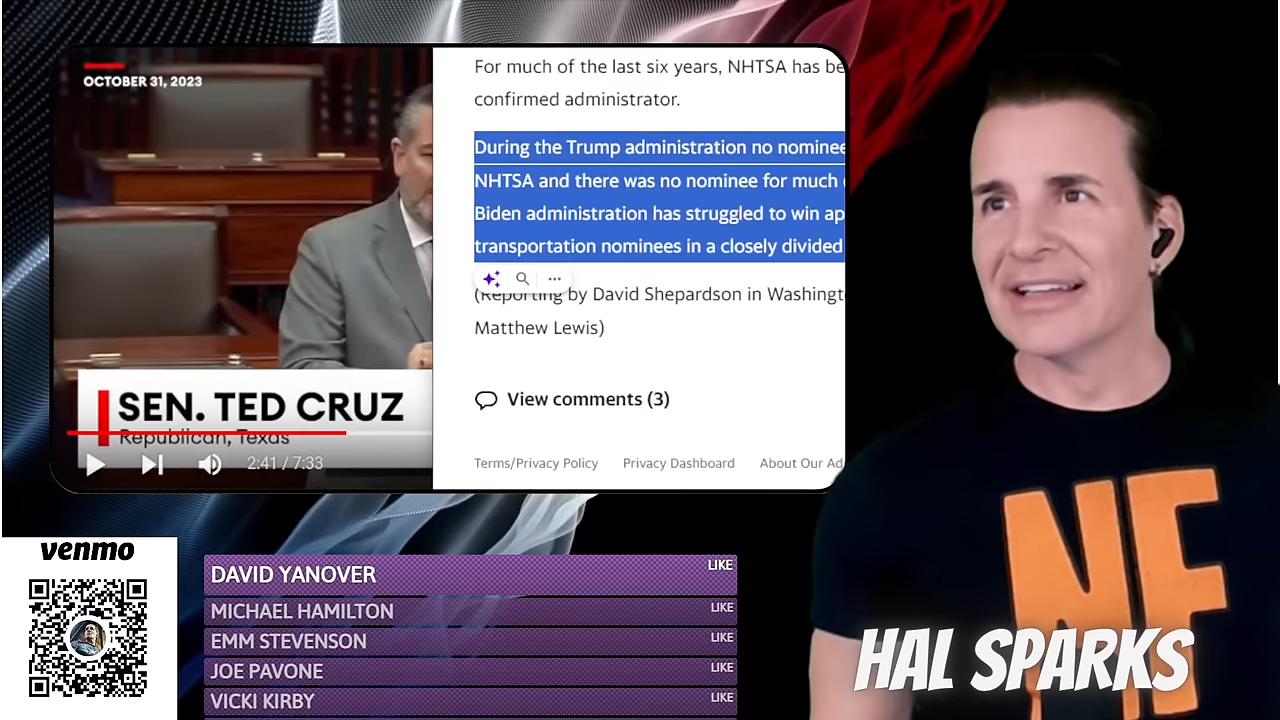 OCTOBER 31, 2023
SEN. TED CRUZ
Republican, Texas
2:41 / 7:33
For much of the last six years, NHTSA has be
confirmed administrator.
During the Trump administration no nominee
NHTSA and there was no nominee for much
Biden administration has struggled to win ap
transportation nominees in a closely divided
(Reporting by David Shepardson in Washingt
Matthew Lewis)
View comments (3)
Terms/Privacy Policy Privacy Dashboard About Our Ad
venmo
DAVID YANOVER LIKE
MICHAEL HAMILTON LIKE
EMM STEVENSON LIKE
JOE PAVONE LIKE
VICKI KIRBY LIKE
NF
HAL SPARKS